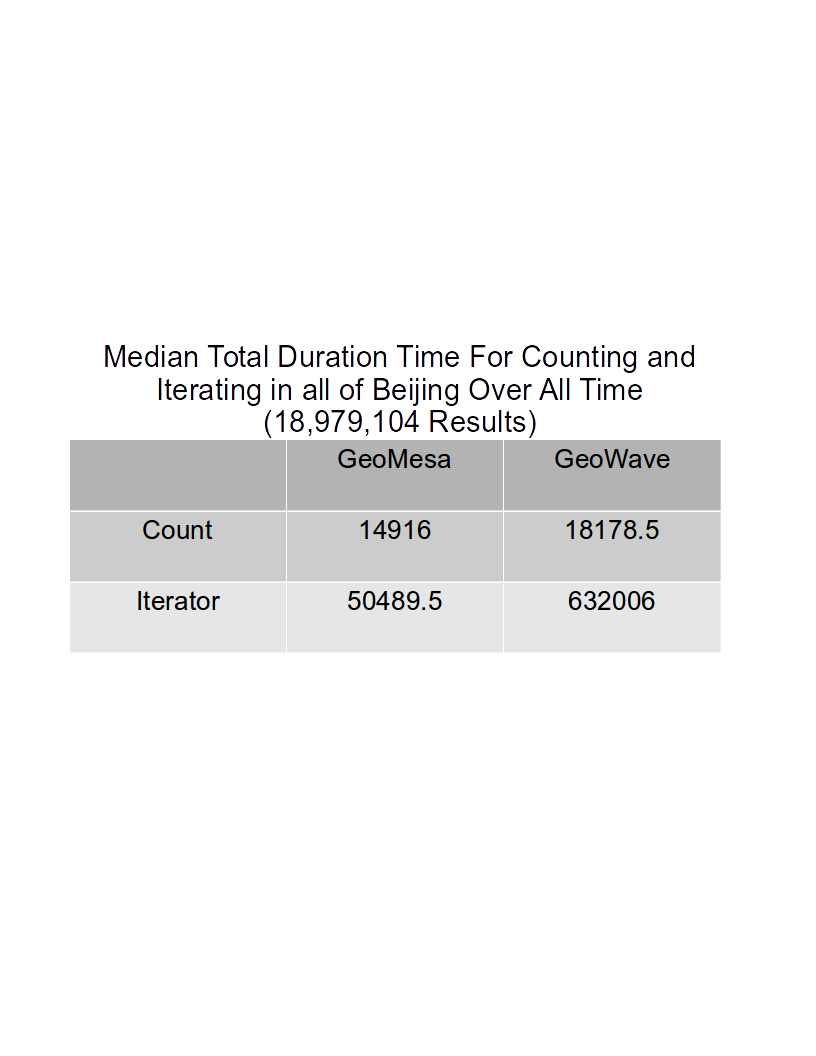 Median Total Duration Time For Counting and
Iterating in all of Beijing Over All Time
(18,979,104 Results)
GeoMesa GeoWave
Count 14916 18178.5
Iterator 50489.5 632006